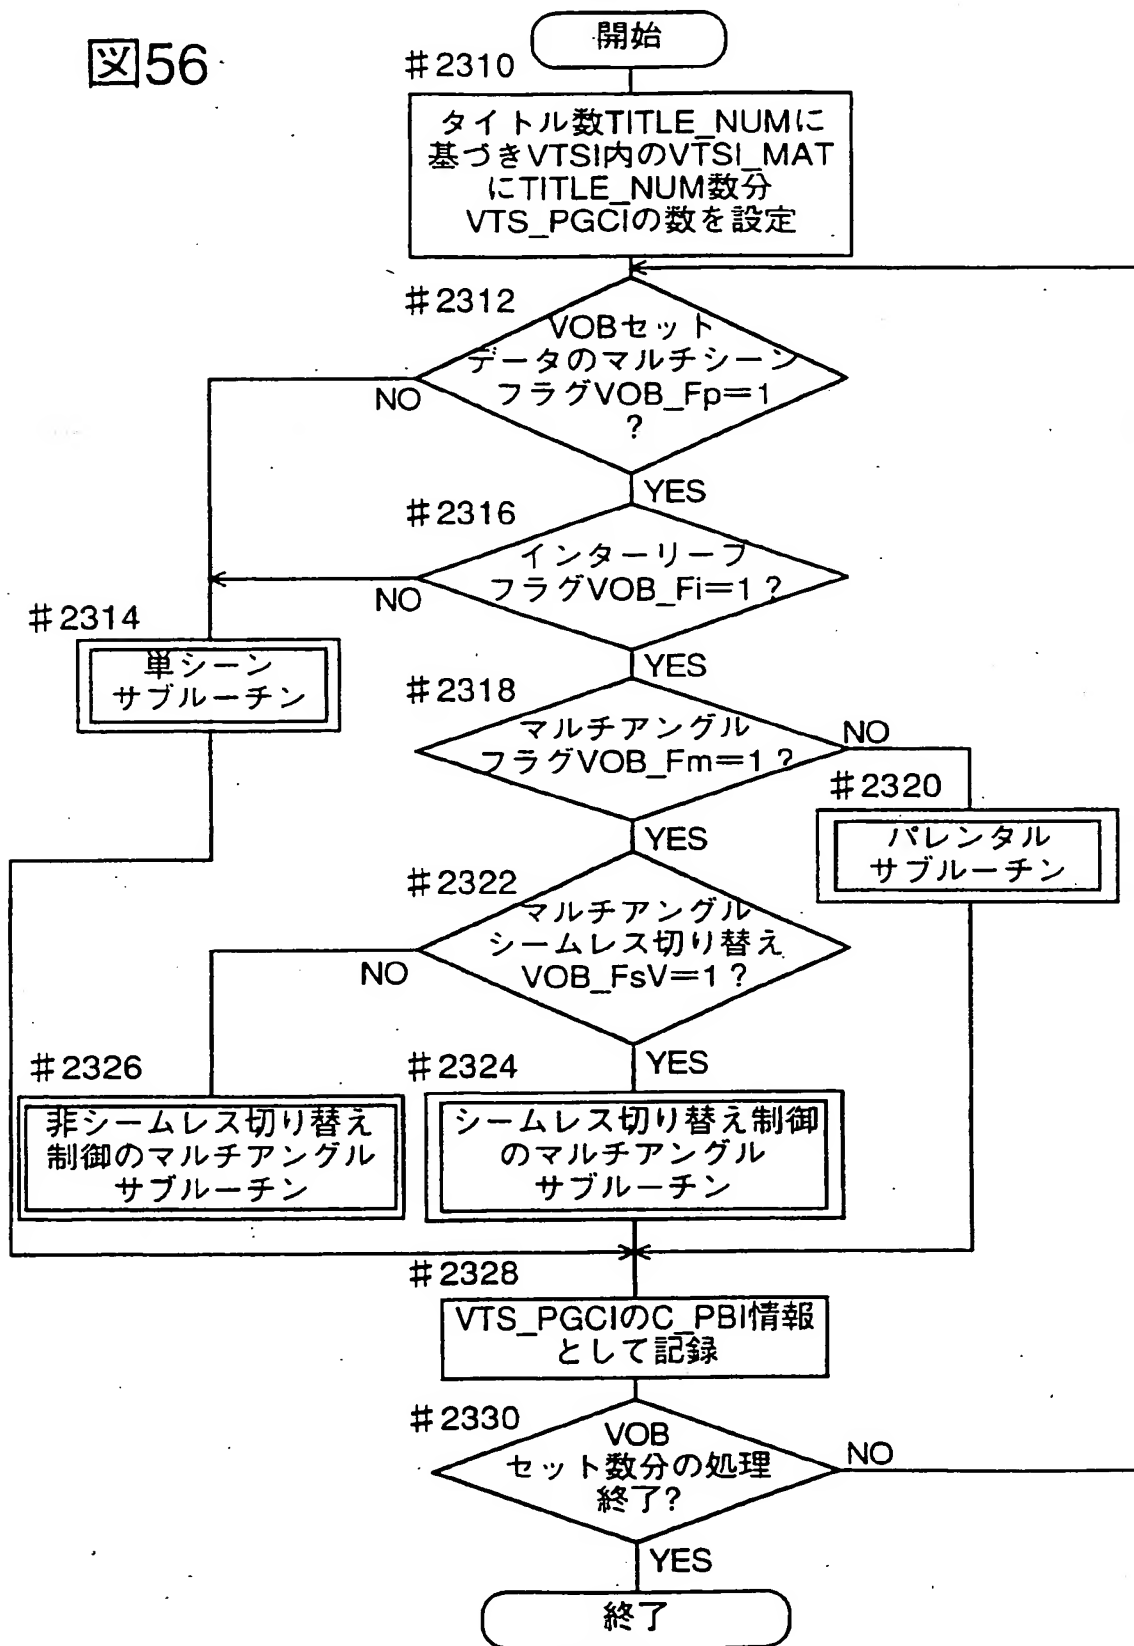 図56
開始
#2310
タイトル数TITLE_NUMに
基づきVTSI内のVTSI_MAT
にTITLE_NUM数分
VTS_PGCIの数を設定
#2312
VOBセット
データのマルチシーン
フラグVOB_Fp=1
?
NO
YES
#2316
インターリーブ
フラグVOB_Fi=1?
NO
YES
#2314
単シーン
サブルーチン
#2318
マルチアングル
フラグVOB_Fm=1?
NO
YES
#2320
パレンタル
サブルーチン
#2322
マルチアングル
シームレス切り替え
VOB_FsV=1?
NO
YES
#2326
非シームレス切り替え
制御のマルチアングル
サブルーチン
#2324
シームレス切り替え制御
のマルチアングル
サブルーチン
#2328
VTS_PGCIのC_PBI情報
として記録
#2330
VOB
セット数分の処理
終了?
NO
YES
終了